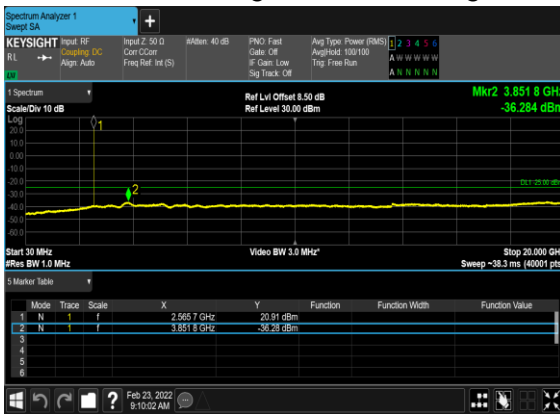 Spectrum Analyzer 1
Swept SA
KEYSIGHT Input: RF Input Z: 50 Ω #Atten: 40 dB PNO: Fast Avg Type: Power (RMS) 1 2 3 4 5 6
RL Coupling: DC Corr CCorr Gate: Off Avg|Hold: 100/100 A W W W W W
Align: Auto Freq Ref: Int (S) IF Gain: Low Trig: Free Run
LV Sig Track: Off A N N N N N
1 Spectrum Ref Lvl Offset 8.50 dB Mkr2 3.851 8 GHz
Scale/Div 10 dB Ref Level 30.00 dBm -36.284 dBm
Log
20.0
10.0
0.00
-10.0
-20.0
-30.0
-40.0
-50.0
-60.0
1
2
DL1 -25.00 dBm
Start 30 MHz Video BW 3.0 MHz* Stop 20.000 GHz
#Res BW 1.0 MHz Sweep ~38.3 ms (40001 pts)
5 Marker Table
Mode Trace Scale X Y Function Function Width Function Value
1 N 1 f 2.565 7 GHz 20.91 dBm
2 N 1 f 3.851 8 GHz -36.28 dBm
3
4
5
6
Feb 23, 2022
9:10:02 AM